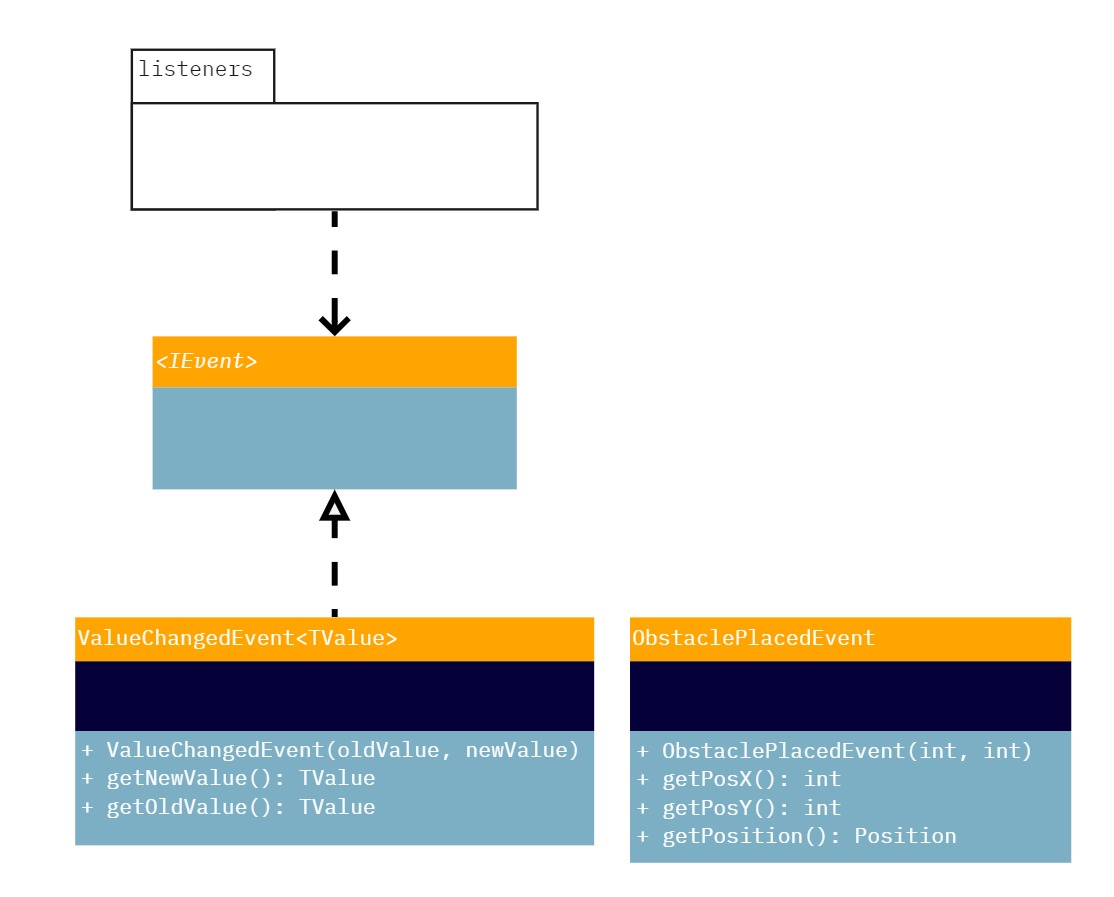 listeners
<IEvent>
ValueChangedEvent<TValue>
+ ValueChangedEvent(oldValue, newValue)
+ getNewValue(): TValue
+ getOldValue(): TValue
ObstaclePlacedEvent
+ ObstaclePlacedEvent(int, int)
+ getPosX(): int
+ getPosY(): int
+ getPosition(): Position